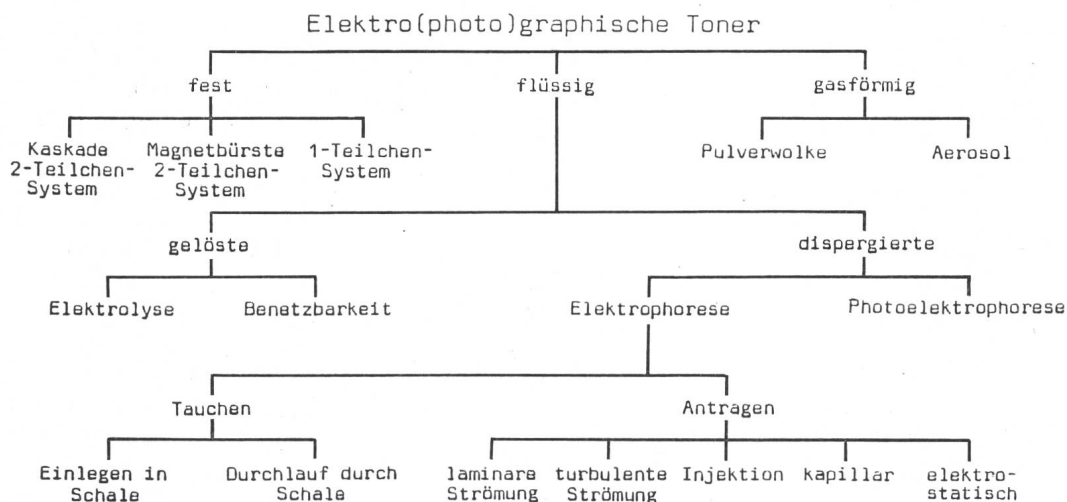 Elektro(photo)graphische Toner
fest flüssig gasförmig
Kaskade Magnetbürste 1-Teilchen- Pulverwolke Aerosol
2-Teilchen- 2-Teilchen- System
System System
gelöste dispergierte
Elektrolyse Benetzbarkeit Elektrophorese Photoelektrophorese
Tauchen Antragen
Einlegen in Durchlauf durch laminare turbulente Injektion kapillar elektro-
Schale Schale Strömung Strömung statisch